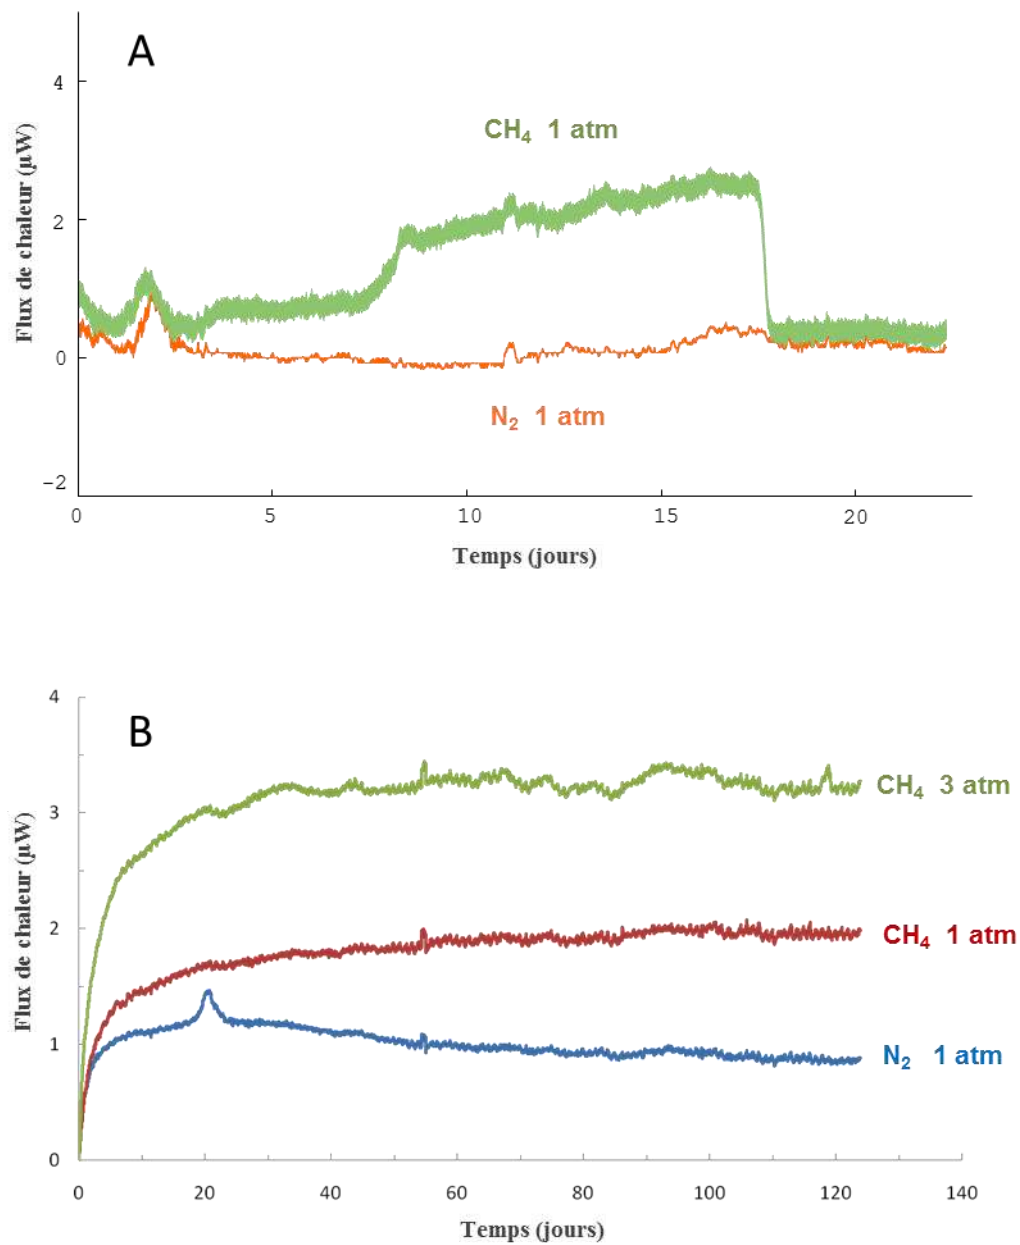 A
4
CH₄ 1 atm
2
Flux de chaleur (µW)
0
N₂ 1 atm
−2
0 5 10 15 20
Temps (jours)
4
B
CH₄ 3 atm
3
Flux de chaleur (µW)
2
CH₄ 1 atm
1
N₂ 1 atm
0
0 20 40 60 80 100 120 140
Temps (jours)